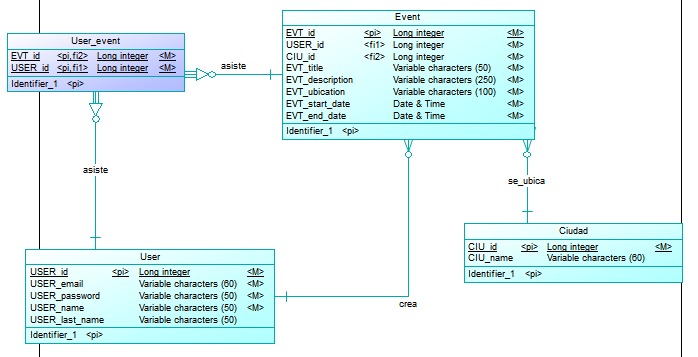 User_event
EVT_id <pi,fi2> Long integer <M>
USER_id <pi,fi1> Long integer <M>
Identifier_1 <pi>
asiste
Event
EVT_id <pi> Long integer <M>
USER_id <fi1> Long integer <M>
CIU_id <fi2> Long integer <M>
EVT_title Variable characters (50) <M>
EVT_description Variable characters (250) <M>
EVT_ubication Variable characters (100) <M>
EVT_start_date Date & Time <M>
EVT_end_date Date & Time <M>
Identifier_1 <pi>
asiste
se_ubica
Ciudad
CIU_id <pi> Long integer <M>
CIU_name Variable characters (60)
Identifier_1 <pi>
User
USER_id <pi> Long integer <M>
USER_email Variable characters (60) <M>
USER_password Variable characters (50) <M>
USER_name Variable characters (50) <M>
USER_last_name Variable characters (50)
Identifier_1 <pi>
crea